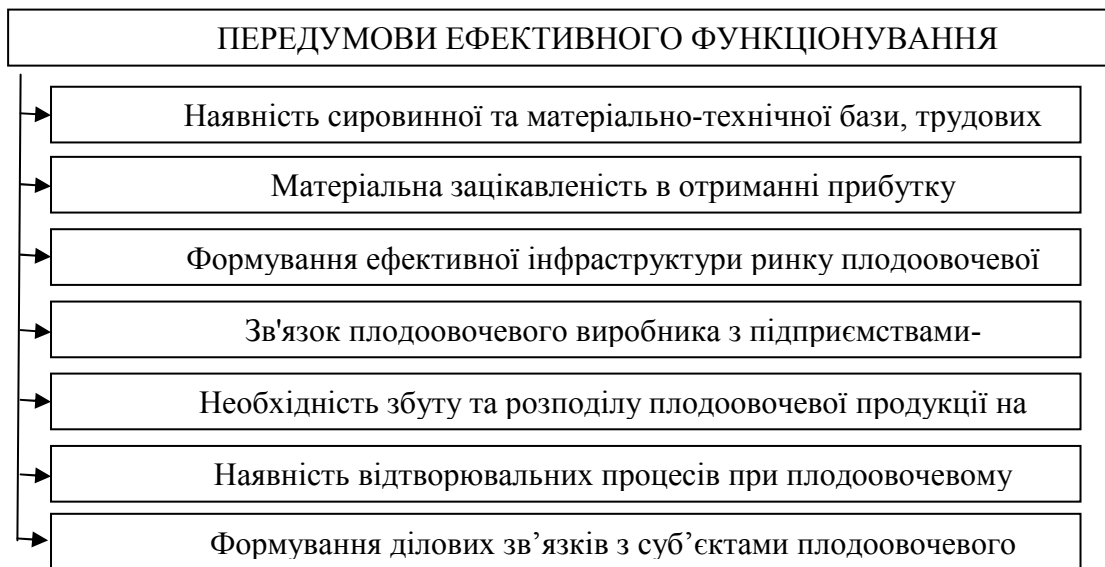 ПЕРЕДУМОВИ ЕФЕКТИВНОГО ФУНКЦІОНУВАННЯ
Наявність сировинної та матеріально-технічної бази, трудових
Матеріальна зацікавленість в отриманні прибутку
Формування ефективної інфраструктури ринку плодоовочевої
Зв'язок плодоовочевого виробника з підприємствами-
Необхідність збуту та розподілу плодоовочевої продукції на
Наявність відтворювальних процесів при плодоовочевому
Формування ділових зв’язків з суб’єктами плодоовочевого